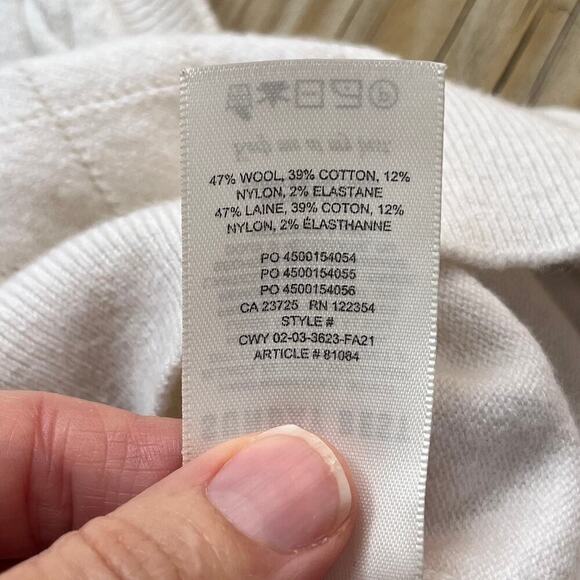 47% WOOL, 39% COTTON, 12%
NYLON, 2% ELASTANE
47% LAINE, 39% COTON, 12%
NYLON, 2% ÉLASTHANNE
PO 4500154054
PO 4500154055
PO 4500154056
CA 23725 RN 122354
STYLE #
CWY 02-03-3623-FA21
ARTICLE # 81084